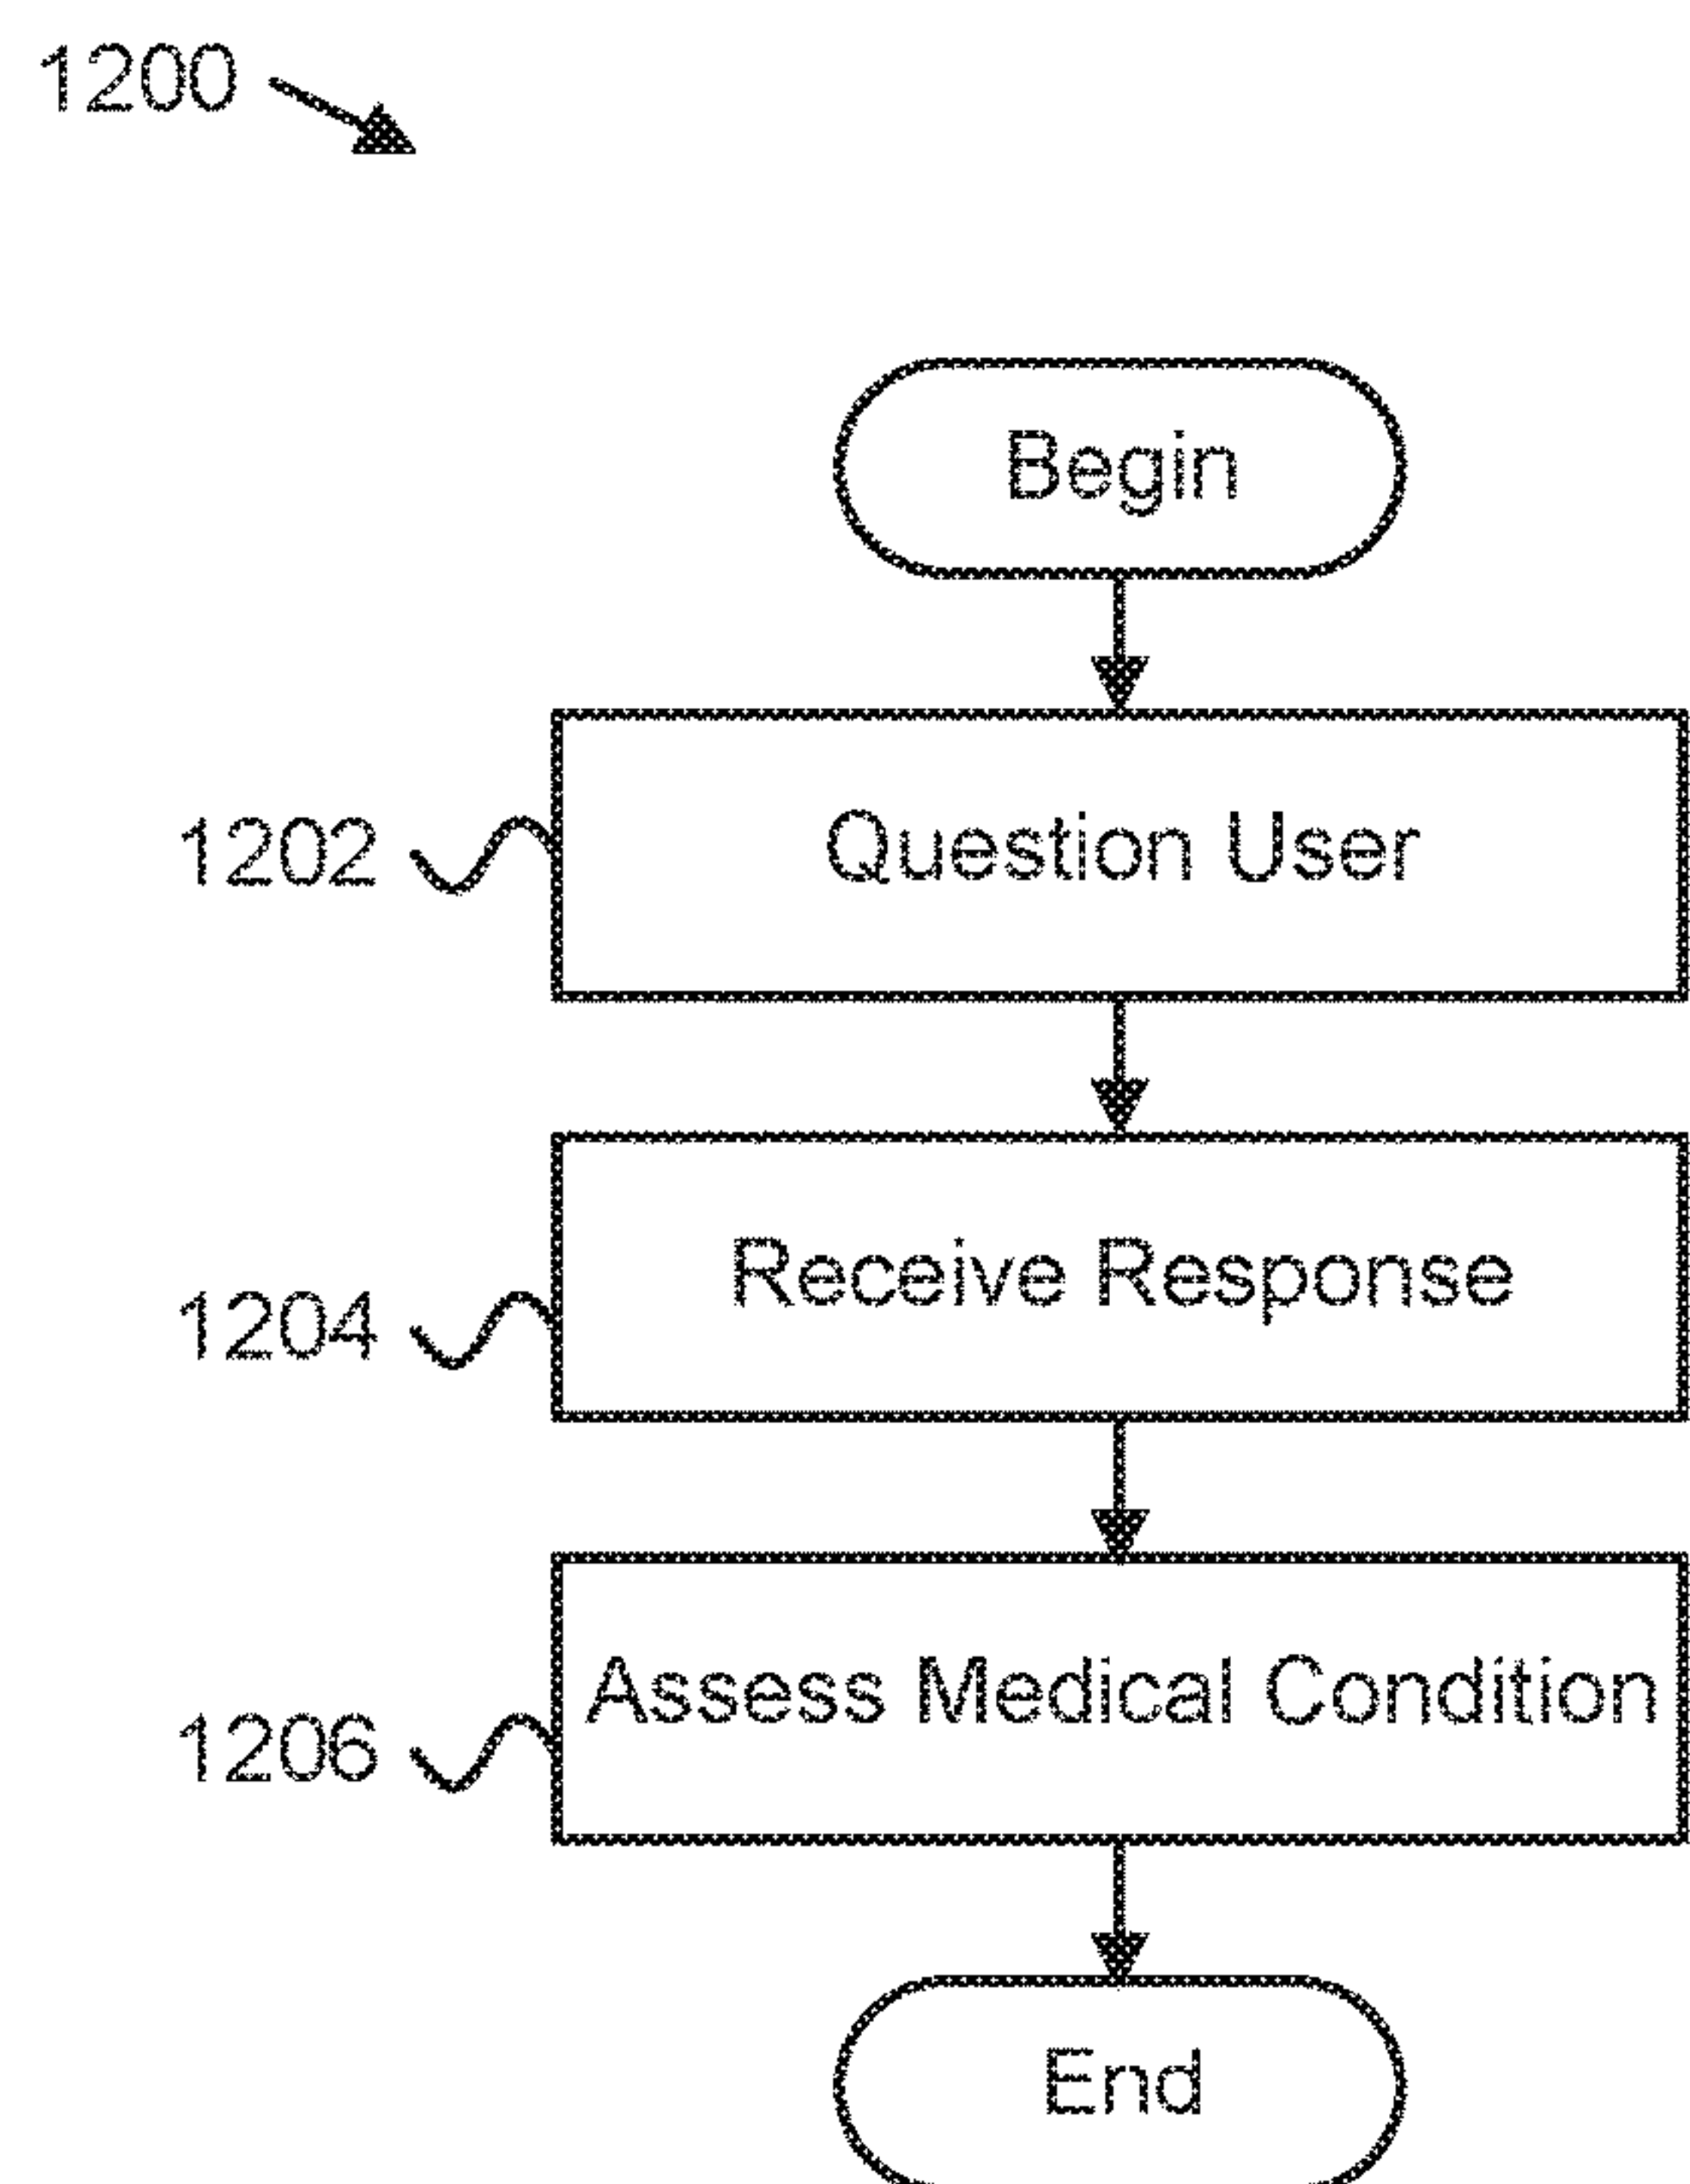 1200
Begin
1202
Question User
1204
Receive Response
1206
Assess Medical Condition
End